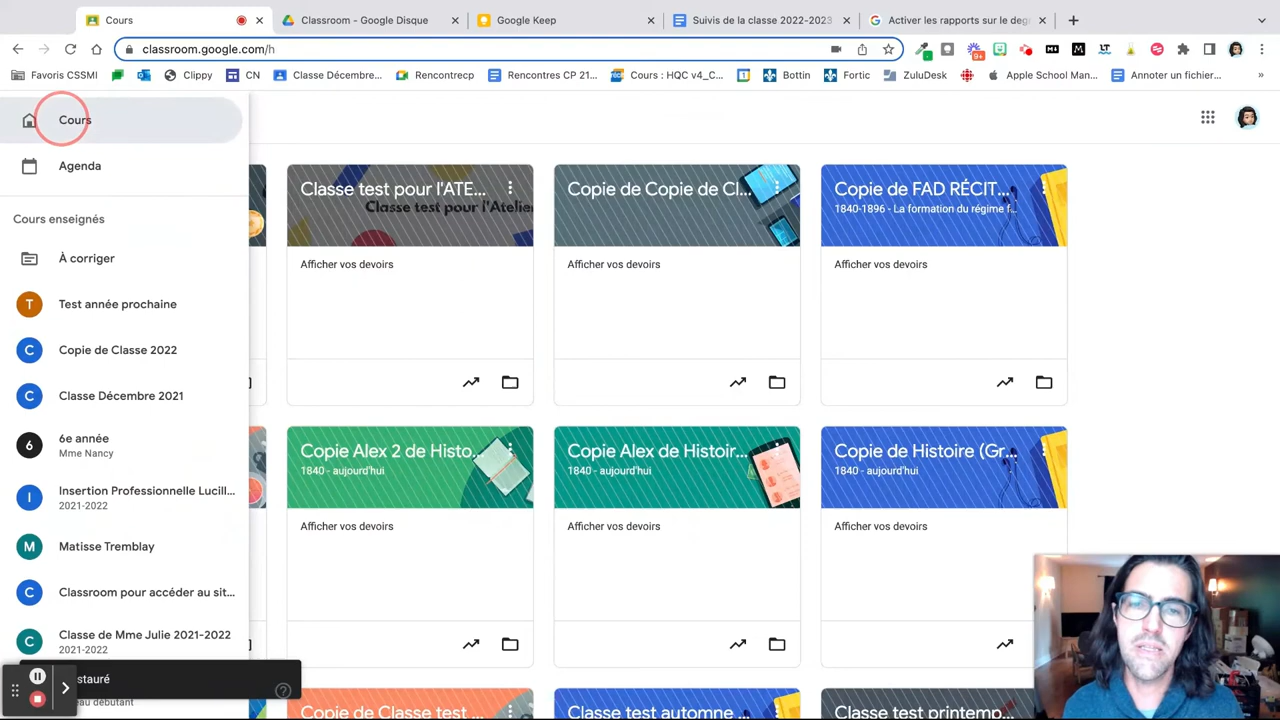 Cours
Classroom - Google Disque
Google Keep
Suivis de la classe 2022-2023
Activer les rapports sur le deg
classroom.google.com/h
Favoris CSSMI
Clippy
CN
Classe Décembre...
Rencontrecp
Rencontres CP 21...
Cours : HQC v4_C...
Bottin
Fortic
ZuluDesk
Apple School Man...
Annoter un fichier...
»
Cours
Agenda
Cours enseignés
À corriger
T Test année prochaine
C Copie de Classe 2022
C Classe Décembre 2021
6 6e année
Mme Nancy
I Insertion Professionnelle Lucill...
2021-2022
M Matisse Tremblay
C Classroom pour accéder au sit...
C Classe de Mme Julie 2021-2022
2021-2022
stauré
au débutant
Classe test pour l'ATE...
Classe test pour l'Atelier
Afficher vos devoirs
Copie de Copie de Cl...
Afficher vos devoirs
Copie de FAD RÉCIT...
1840-1896 - La formation du régime f...
Afficher vos devoirs
Copie Alex 2 de Histo...
1840 - aujourd'hui
Afficher vos devoirs
Copie Alex de Histoir...
1840 - aujourd'hui
Afficher vos devoirs
Copie de Histoire (Gr...
1840 - aujourd'hui
Afficher vos devoirs
Copie de Classe test ...
Classe test automne ...
Classe test printemp...